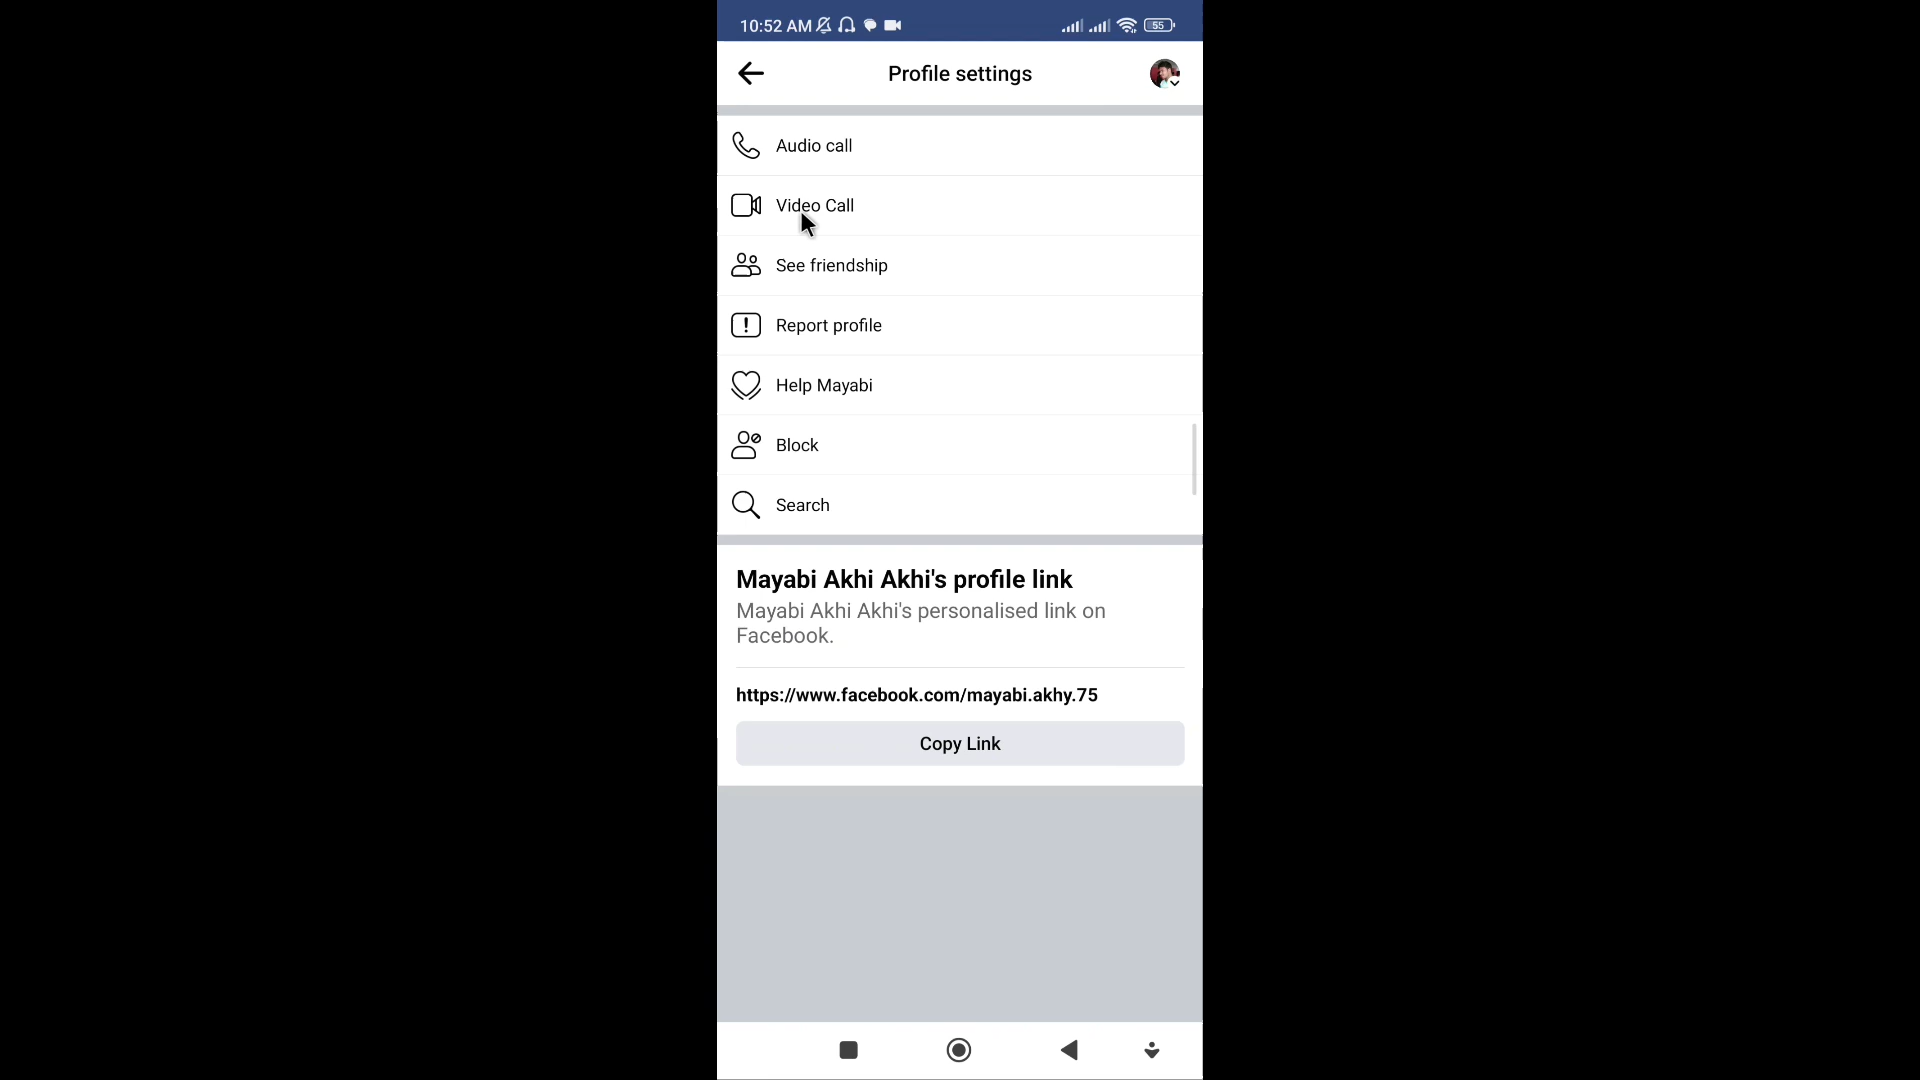 10:52 AM
55
Profile settings
Audio call
Video Call
See friendship
Report profile
Help Mayabi
Block
Search
Mayabi Akhi Akhi's profile link
Mayabi Akhi Akhi's personalised link on
Facebook.
https://www.facebook.com/mayabi.akhy.75
Copy Link